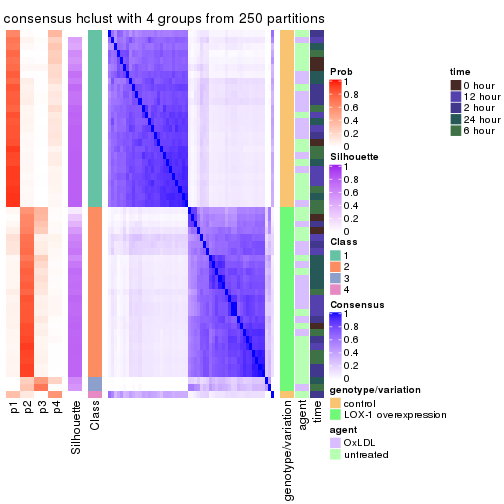 consensus hclust with 4 groups from 250 partitions
Prob
1
0.8
0.6
0.4
0.2
0
Silhouette
1
0.8
0.6
0.4
0.2
0
Class
1
2
3
4
Consensus
1
0.8
0.6
0.4
0.2
0
genotype/variation
control
LOX-1 overexpression
agent
OxLDL
untreated
time
0 hour
12 hour
2 hour
24 hour
6 hour
p1
p2
p3
p4
Silhouette
Class
genotype/variation
agent
time